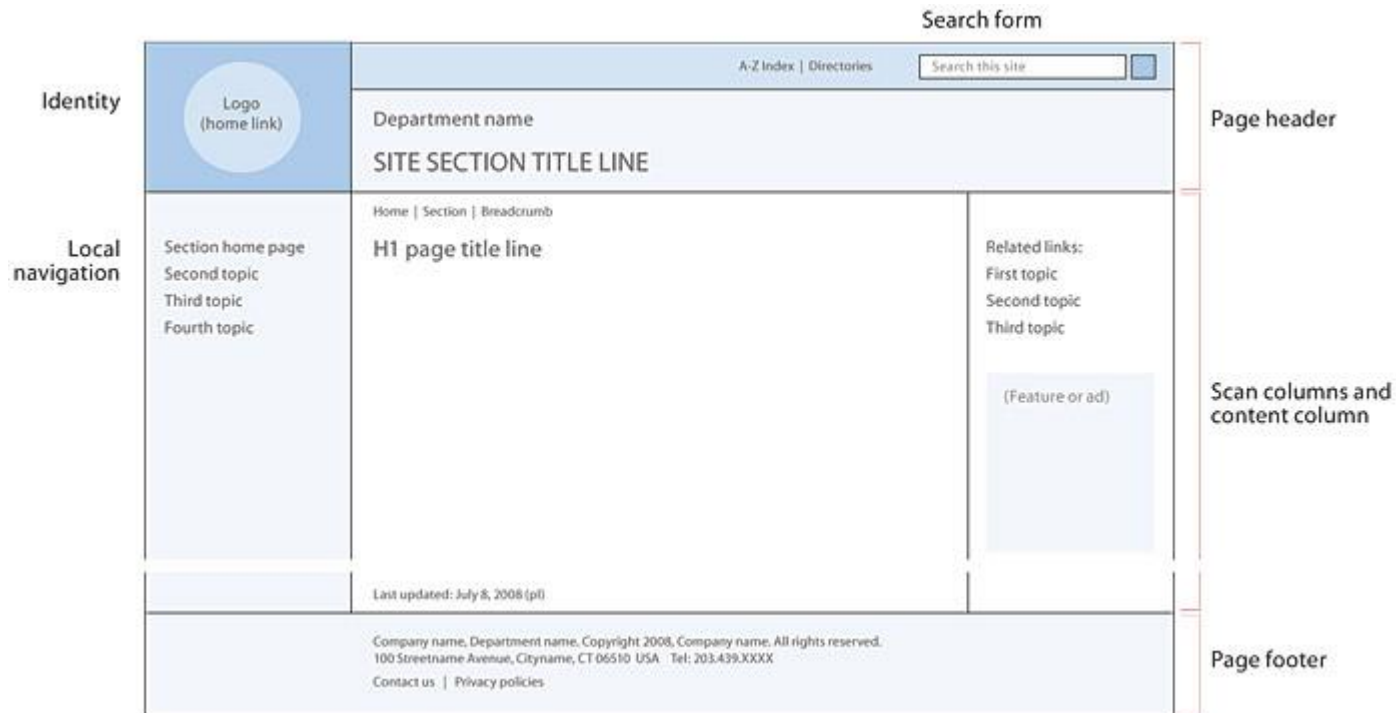 Search form
Identity
Logo
(home link)
A-Z Index | Directories
Search this site
Department name
SITE SECTION TITLE LINE
Page header
Local
navigation
Section home page
Second topic
Third topic
Fourth topic
Home | Section | Breadcrumb
H1 page title line
Related links:
First topic
Second topic
Third topic
(Feature or ad)
Scan columns and
content column
Last updated: July 8, 2008 (pl)
Company name, Department name. Copyright 2008, Company name. All rights reserved.
100 Streetname Avenue, Cityname, CT 06510 USA Tel: 203.439.XXXX
Contact us | Privacy policies
Page footer